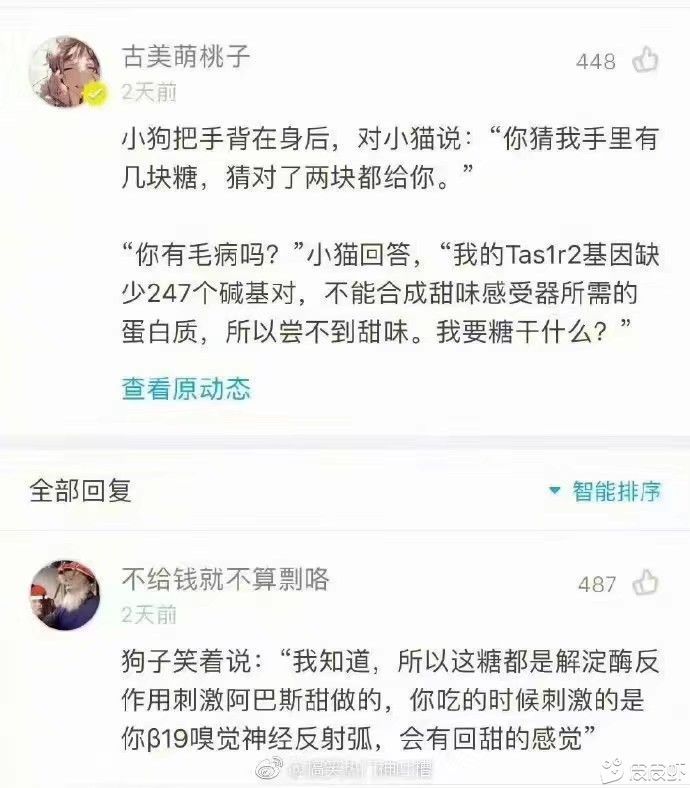 古美萌桃子
448
2天前
小狗把手背在身后，对小猫说：“你猜我手里有
几块糖，猜对了两块都给你。”
“你有毛病吗？”小猫回答，“我的Tas1r2基因缺
少247个碱基对，不能合成甜味感受器所需的
蛋白质，所以尝不到甜味。我要糖干什么？”
查看原动态
全部回复
智能排序
不给钱就不算剽咯
487
2天前
狗子笑着说：“我知道，所以这糖都是解淀酶反
作用刺激阿巴斯甜做的，你吃的时候刺激的是
你β19嗅觉神经反射弧，会有回甜的感觉”
@搞笑热门神吐槽
皮皮虾